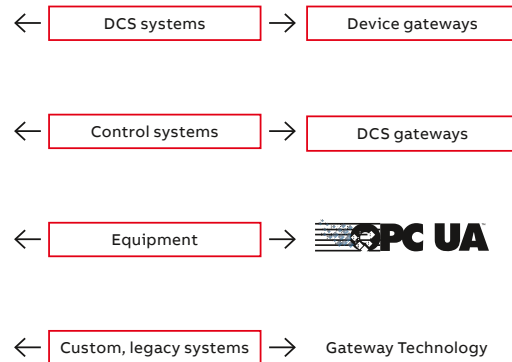 DCS systems Device gateways
Control systems DCS gateways
Equipment OPC UA
Custom, legacy systems Gateway Technology